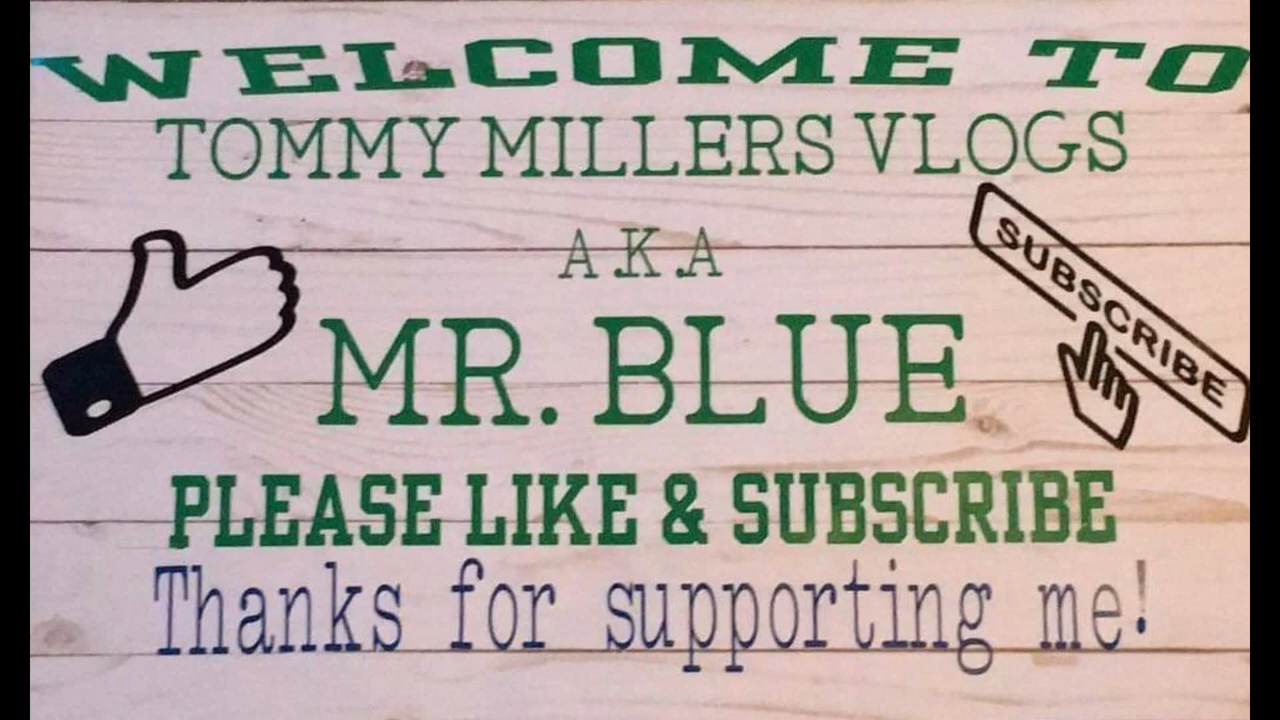 WELCOME TO
TOMMY MILLERS VLOGS
A.K.A
MR. BLUE
SUBSCRIBE
PLEASE LIKE & SUBSCRIBE
Thanks for supporting me!